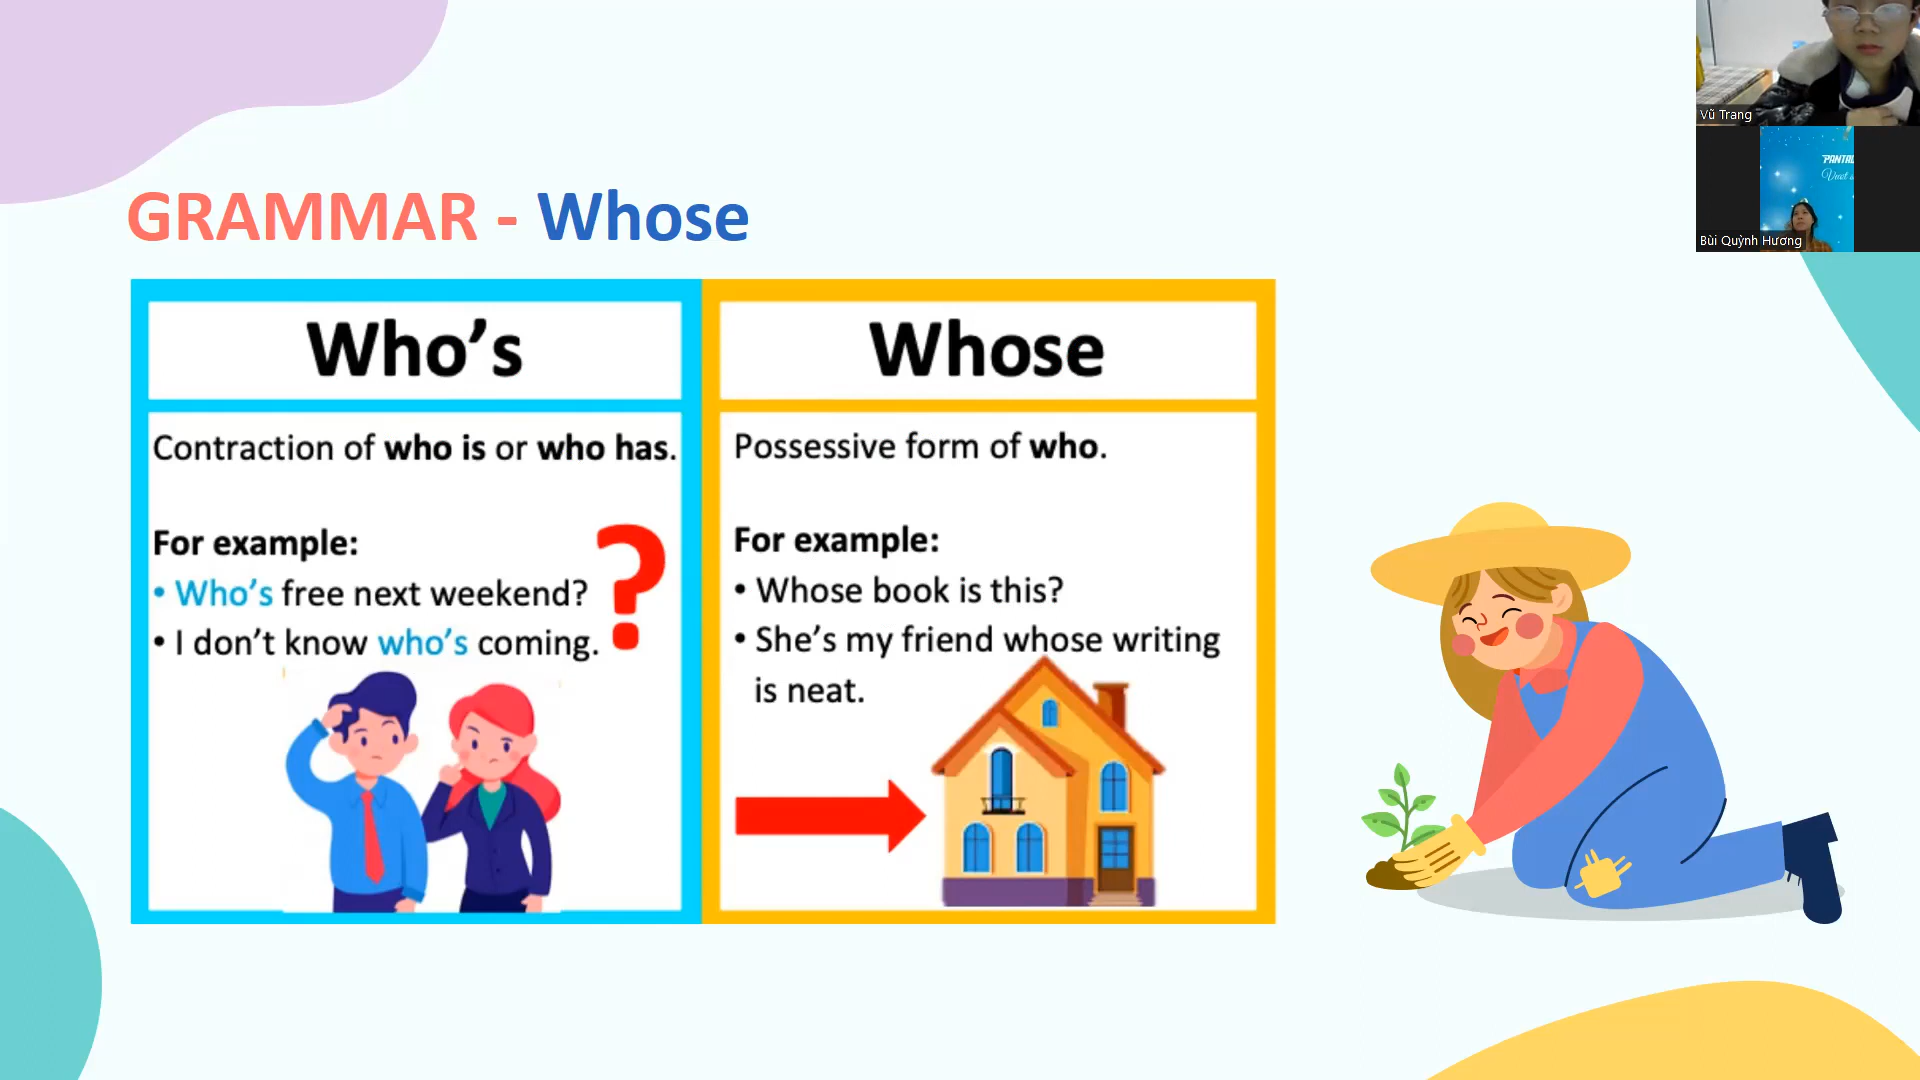 GRAMMAR - Whose
Who’s
Contraction of who is or who has.
For example:
• Who’s free next weekend?
• I don’t know who’s coming.
?
Whose
Possessive form of who.
For example:
• Whose book is this?
• She’s my friend whose writing
is neat.
Vũ Trang
Bùi Quỳnh Hương